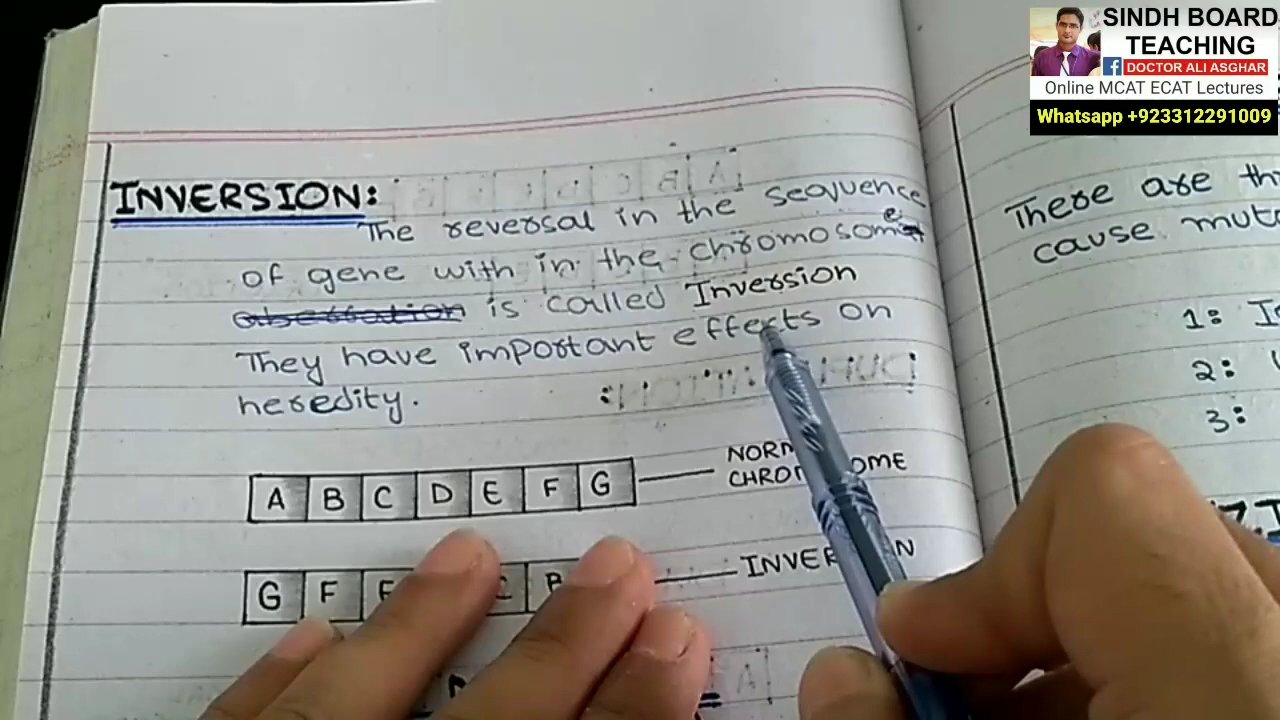 SINDH BOARD
TEACHING
DOCTOR ALI ASGHAR
Online MCAT ECAT Lectures
Whatsapp +923312291009
INVERSION:
The reversal in the sequence
of gene with in the chromosome
is called Inversion
They have important effects on
heredity.
A B C D E F G
NORM
CHRO OME
G F E C B
INVER N
There are th
cause mut
1: I
2:
3: